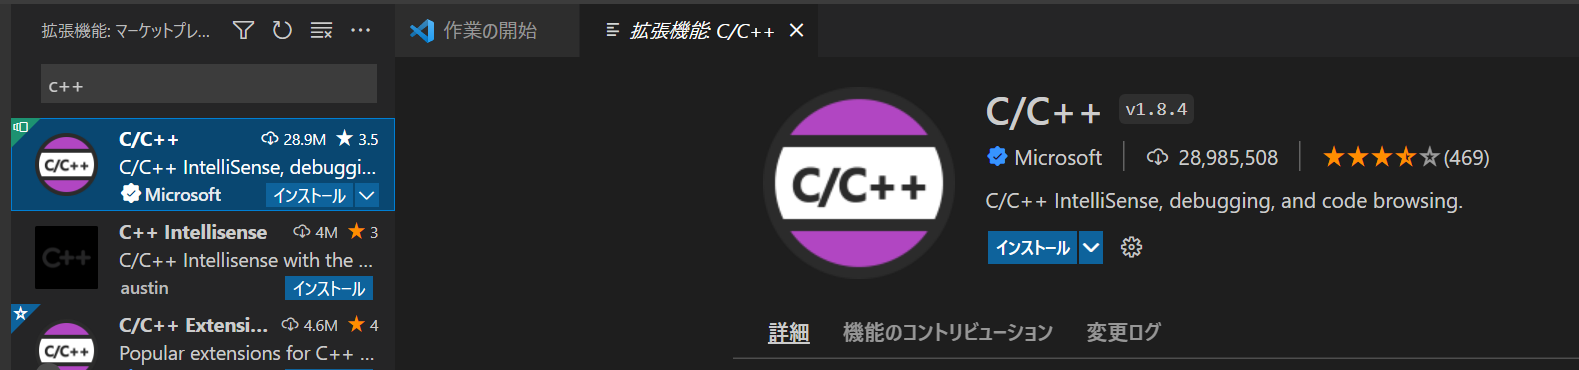 拡張機能: マーケットプレ...
c++
C/C++ 28.9M ★ 3.5
C/C++ IntelliSense, debuggi...
Microsoft インストール
C++ Intellisense 4M ★ 3
C/C++ Intellisense with the ...
austin インストール
C/C++ Extensi... 4.6M ★ 4
Popular extensions for C++ ...
作業の開始 拡張機能: C/C++
C/C++
C/C++ v1.8.4
Microsoft 28,985,508 (469)
C/C++ IntelliSense, debugging, and code browsing.
インストール
詳細 機能のコントリビューション 変更ログ